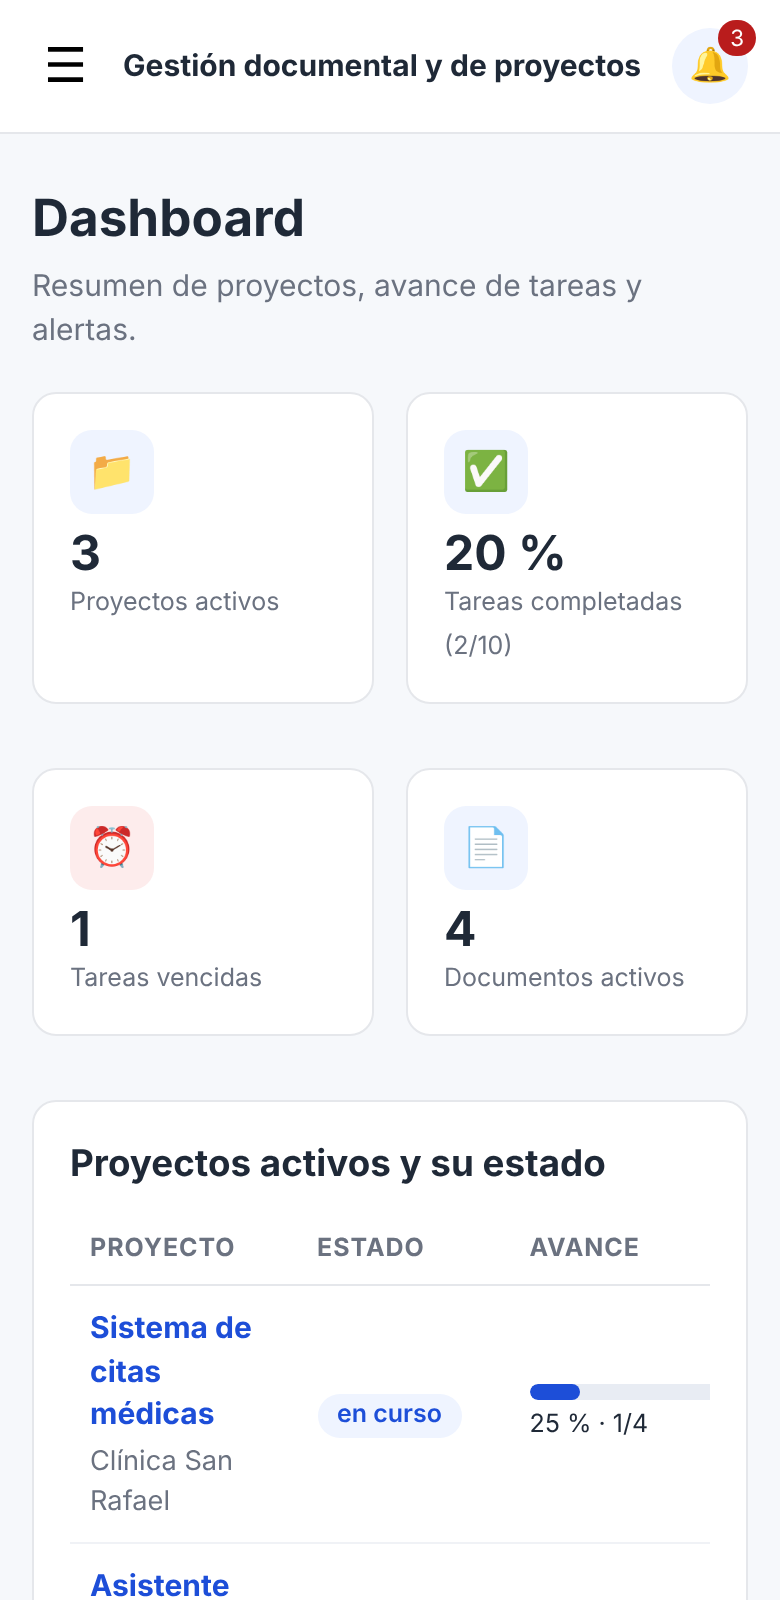 Gestión documental y de proyectos
3
Dashboard
Resumen de proyectos, avance de tareas y
alertas.
3
Proyectos activos
20 %
Tareas completadas
(2/10)
1
Tareas vencidas
4
Documentos activos
Proyectos activos y su estado
PROYECTO ESTADO AVANCE
Sistema de
citas
médicas
Clínica San
Rafael
en curso
25 % · 1/4
Asistente